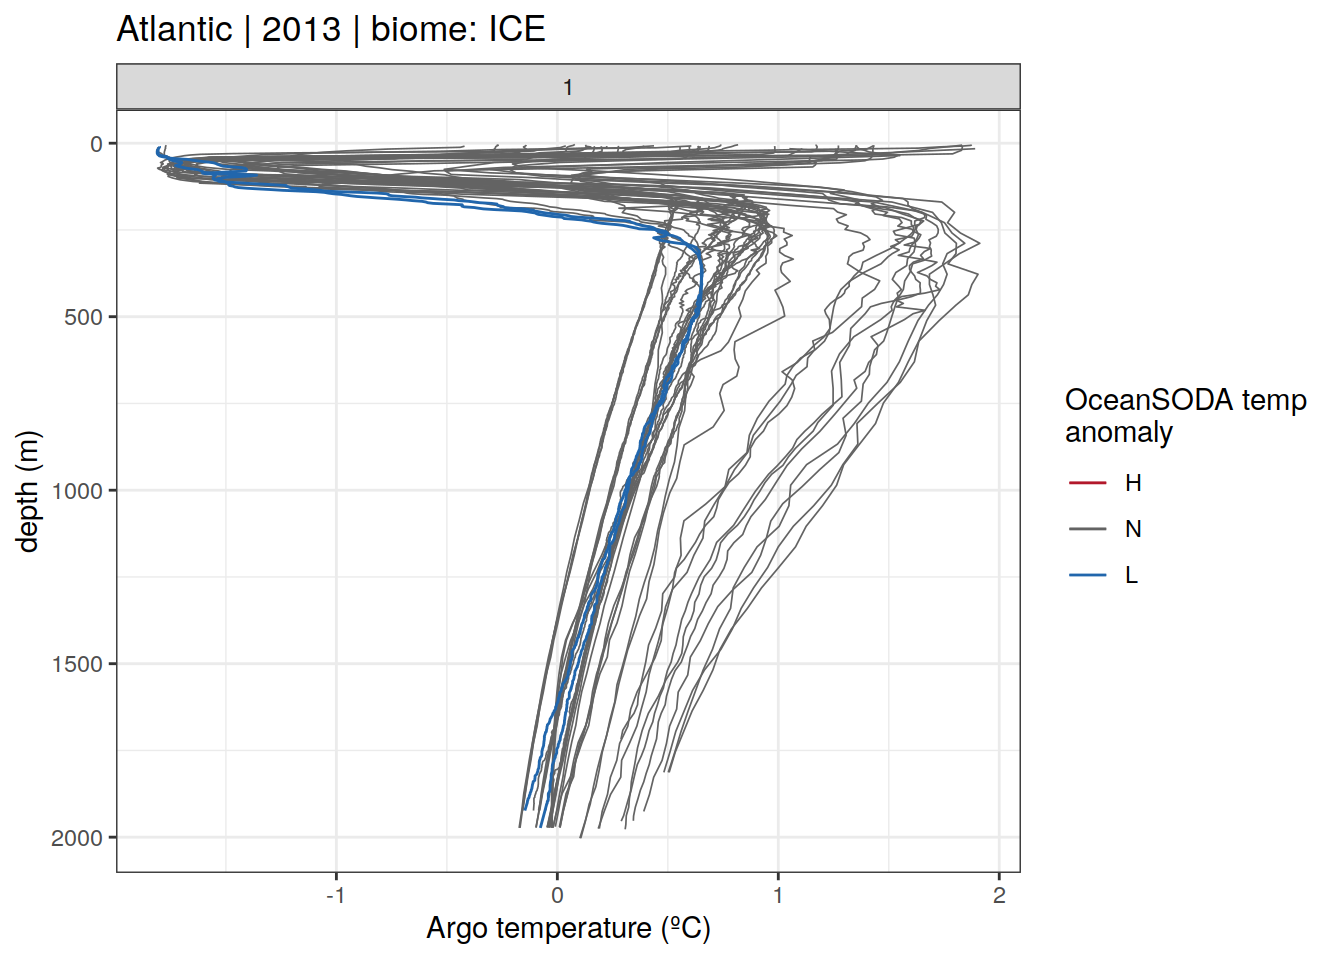 Atlantic | 2013 | biome: ICE
1
0
500
1000
1500
2000
depth (m)
-1
0
1
2
Argo temperature (ºC)
OceanSODA temp
anomaly
H
N
L